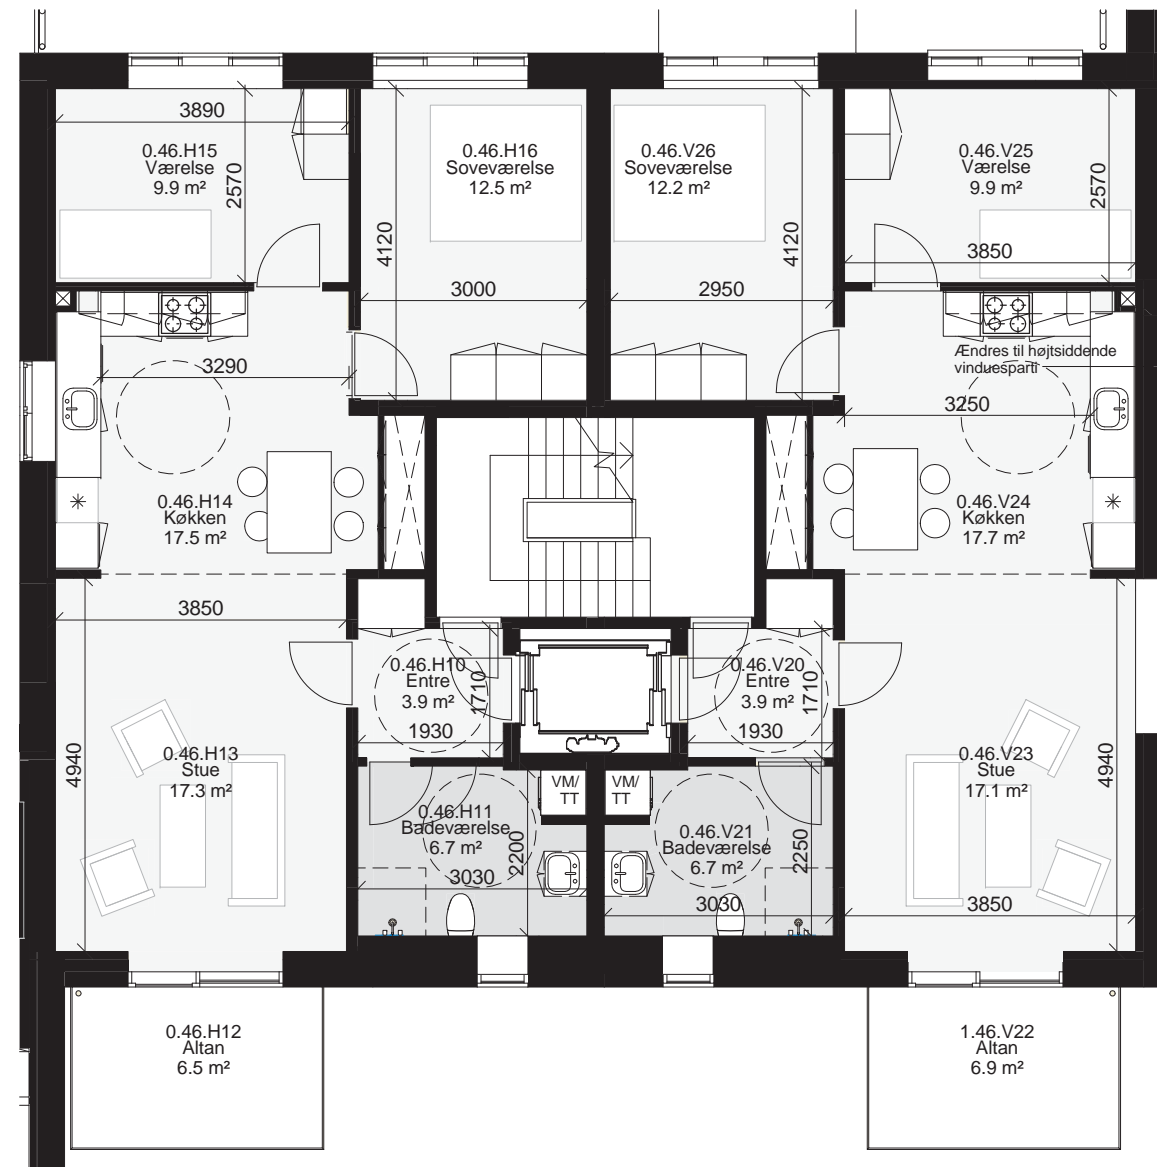 3890
0.46.H15
Værelse
9.9 m²
2570
0.46.H16
Soveværelse
12.5 m²
4120
3000
0.46.V26
Soveværelse
12.2 m²
4120
2950
0.46.V25
Værelse
9.9 m²
2570
3850
3290
0.46.H14
Køkken
17.5 m²
Ændres til højtsiddende
vinduesparti
3250
0.46.V24
Køkken
17.7 m²
3850
4940
0.46.H13
Stue
17.3 m²
0.46.H10
Entre
3.9 m²
1710
1930
0.46.V20
Entre
3.9 m²
1710
1930
0.46.V23
Stue
17.1 m²
4940
3850
VM/
TT
VM/
TT
0.46.H11
Badeværelse
6.7 m²
2200
3030
0.46.V21
Badeværelse
6.7 m²
2250
3030
0.46.H12
Altan
6.5 m²
1.46.V22
Altan
6.9 m²